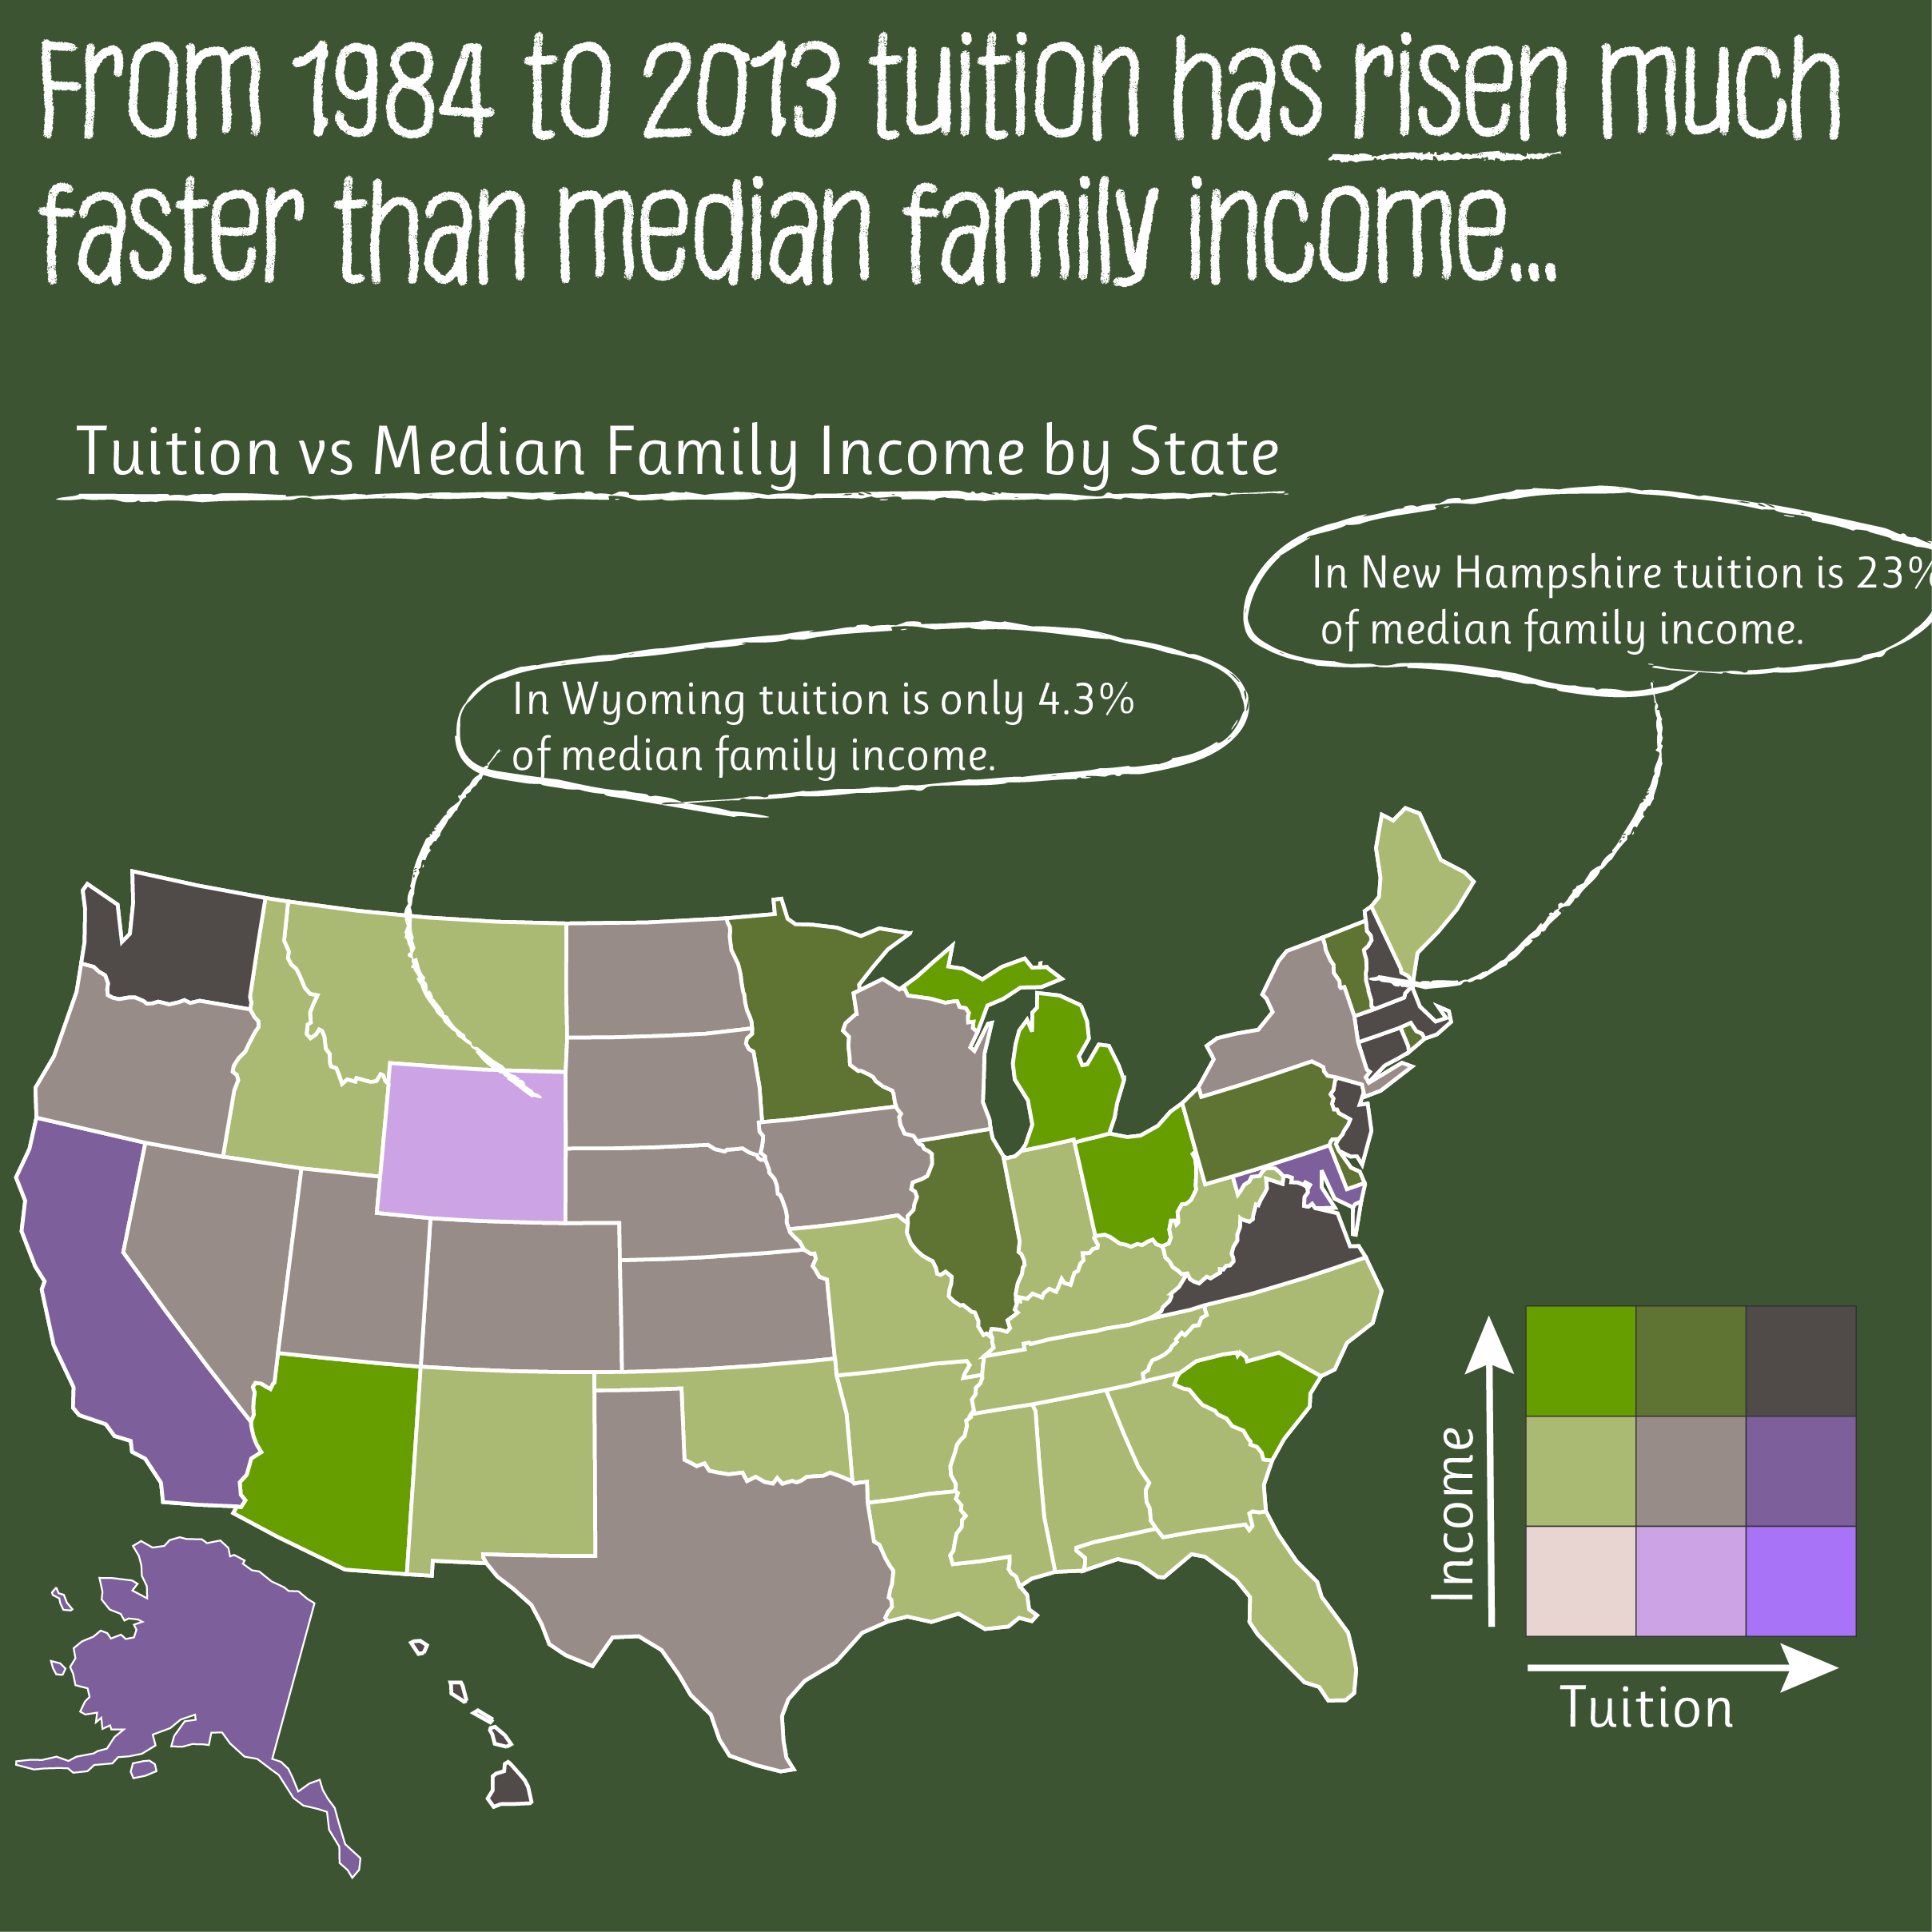 From 1984 to 2013 tuition has risen much
faster than median family income...
Tuition vs Median Family Income by State
In New Hampshire tuition is 23%
of median family income.
In Wyoming tuition is only 4.3%
of median family income.
Income
Tuition